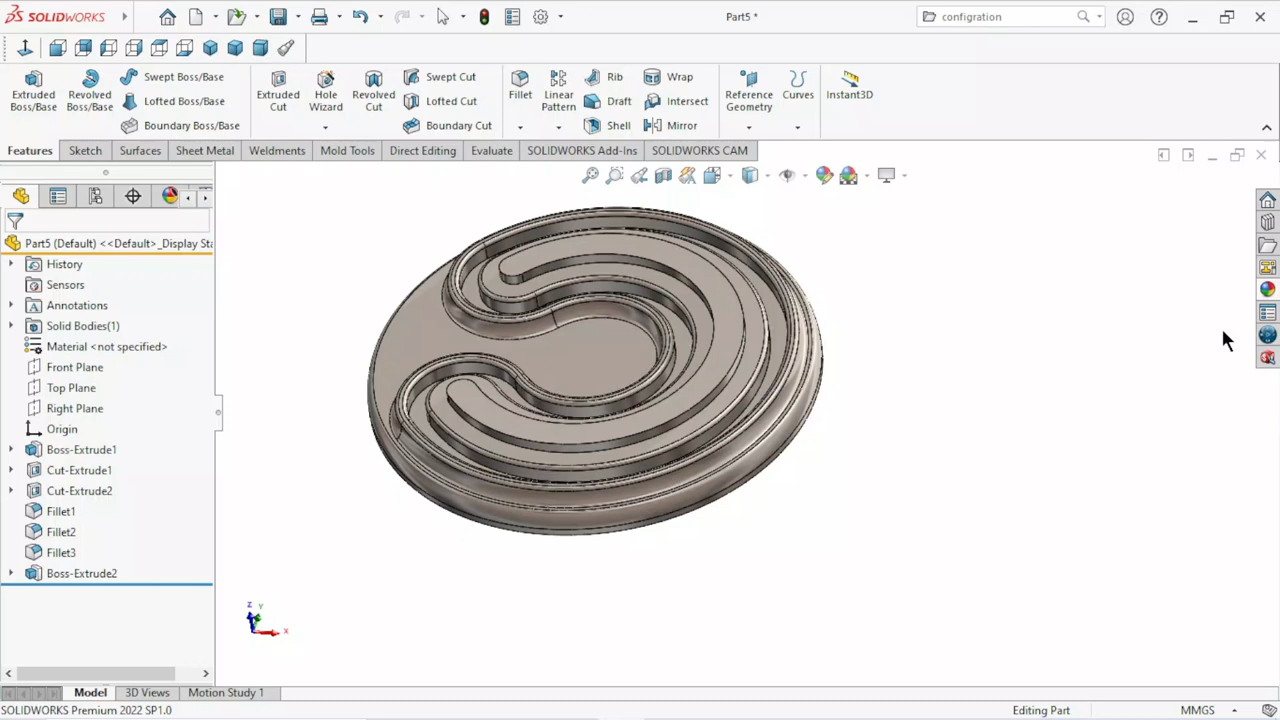 SOLIDWORKS
Part5 *
configration
Extruded Boss/Base
Revolved Boss/Base
Swept Boss/Base
Lofted Boss/Base
Boundary Boss/Base
Extruded Cut
Hole Wizard
Revolved Cut
Swept Cut
Lofted Cut
Boundary Cut
Fillet
Linear Pattern
Rib
Draft
Shell
Wrap
Intersect
Mirror
Reference Geometry
Curves
Instant3D
Features
Sketch
Surfaces
Sheet Metal
Weldments
Mold Tools
Direct Editing
Evaluate
SOLIDWORKS Add-Ins
SOLIDWORKS CAM
Part5 (Default) <<Default>_Display Sta
History
Sensors
Annotations
Solid Bodies(1)
Material <not specified>
Front Plane
Top Plane
Right Plane
Origin
Boss-Extrude1
Cut-Extrude1
Cut-Extrude2
Fillet1
Fillet2
Fillet3
Boss-Extrude2
Z
Y
X
Model
3D Views
Motion Study 1
SOLIDWORKS Premium 2022 SP1.0
Editing Part
MMGS